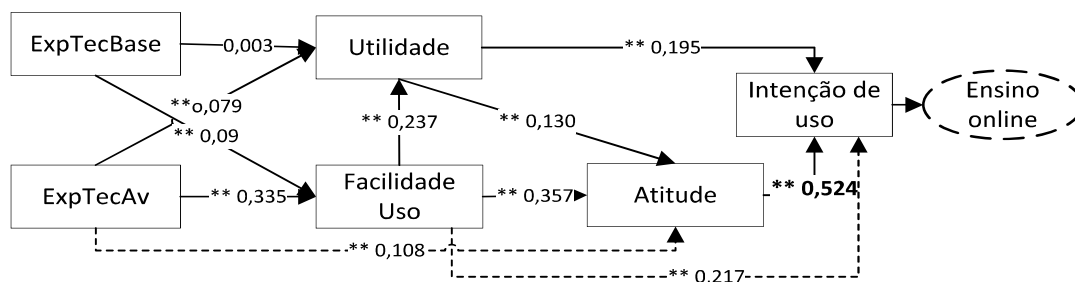 ExpTecBase
0,003
Utilidade
** 0,195
Intenção de
uso
Ensino
online
**o,079
** 0,09
** 0,237
** 0,130
ExpTecAv
** 0,335
Facilidade
Uso
** 0,357
Atitude
** 0,524
** 0,108
** 0,217